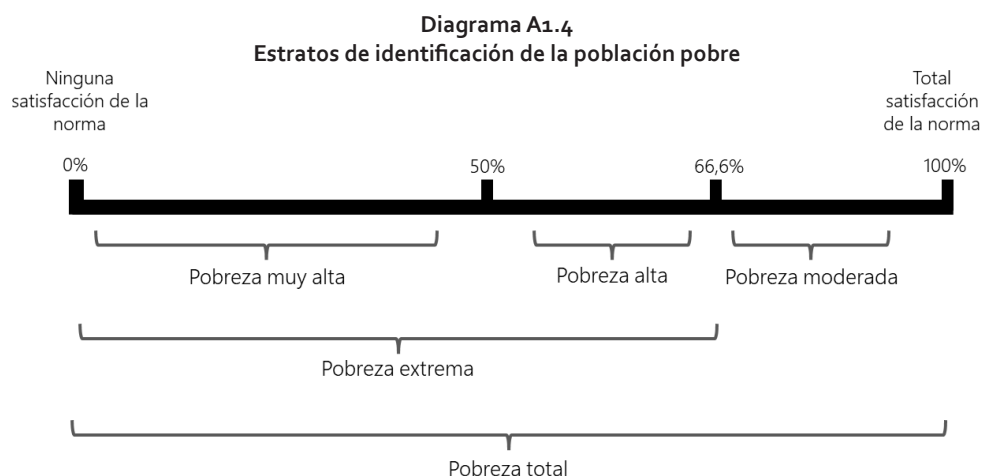 Diagrama A1.4
Estratos de identificación de la población pobre
Ninguna
satisfacción de la
norma
Total
satisfacción
de la norma
0%
50%
66,6%
100%
Pobreza muy alta
Pobreza alta
Pobreza moderada
Pobreza extrema
Pobreza total